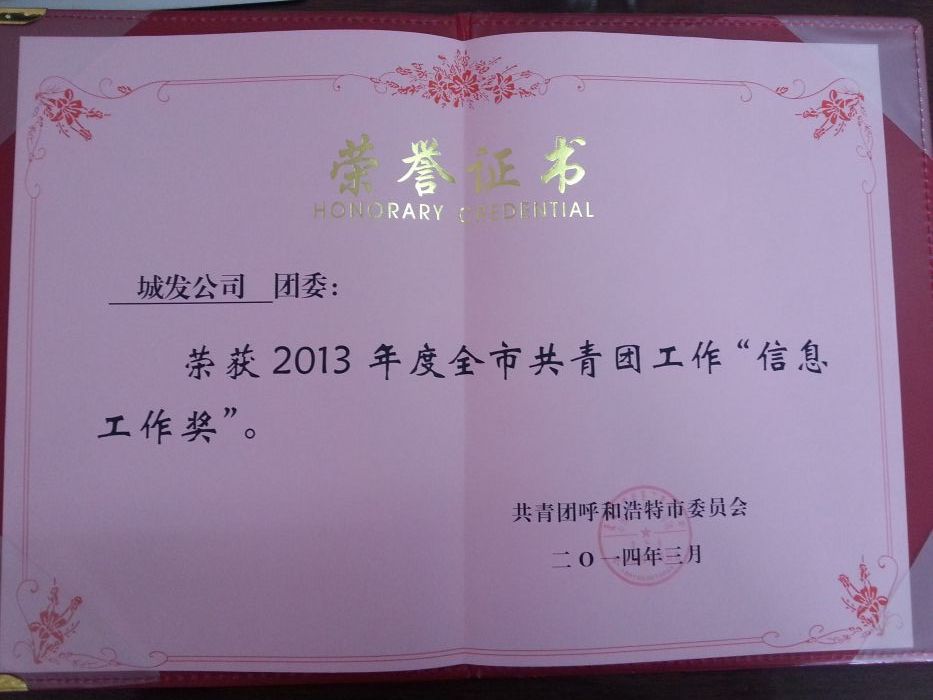 荣誉证书
HONORARY CREDENTIAL
城发公司 团委：
荣获2013年度全市共青团工作“信息
工作奖”。
共青团呼和浩特市委员会
二O一四年三月